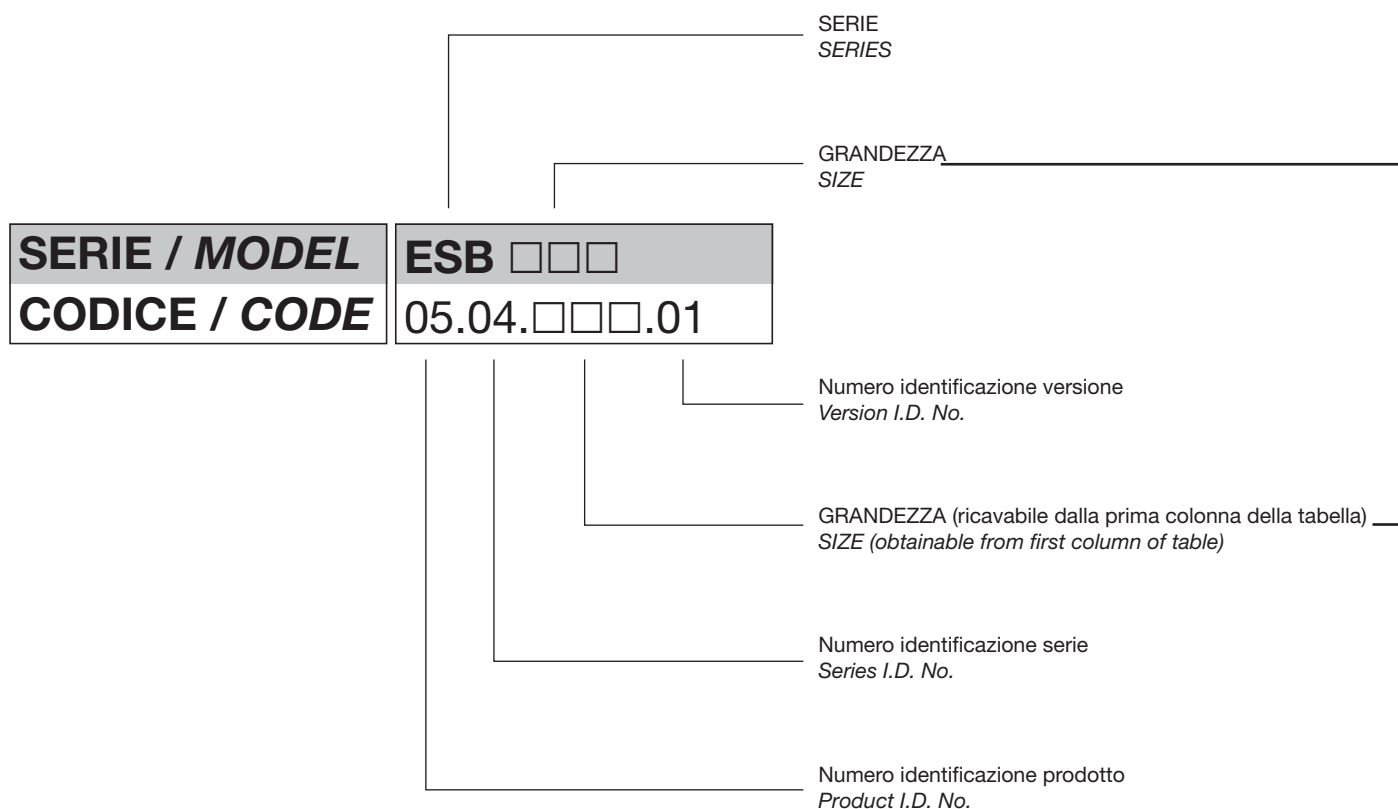 SERIE
SERIES
GRANDEZZA
SIZE
SERIE / MODEL ESB □□□
CODICE / CODE 05.04.□□□.01
Numero identificazione versione
Version I.D. No.
GRANDEZZA (ricavabile dalla prima colonna della tabella)
SIZE (obtainable from first column of table)
Numero identificazione serie
Series I.D. No.
Numero identificazione prodotto
Product I.D. No.